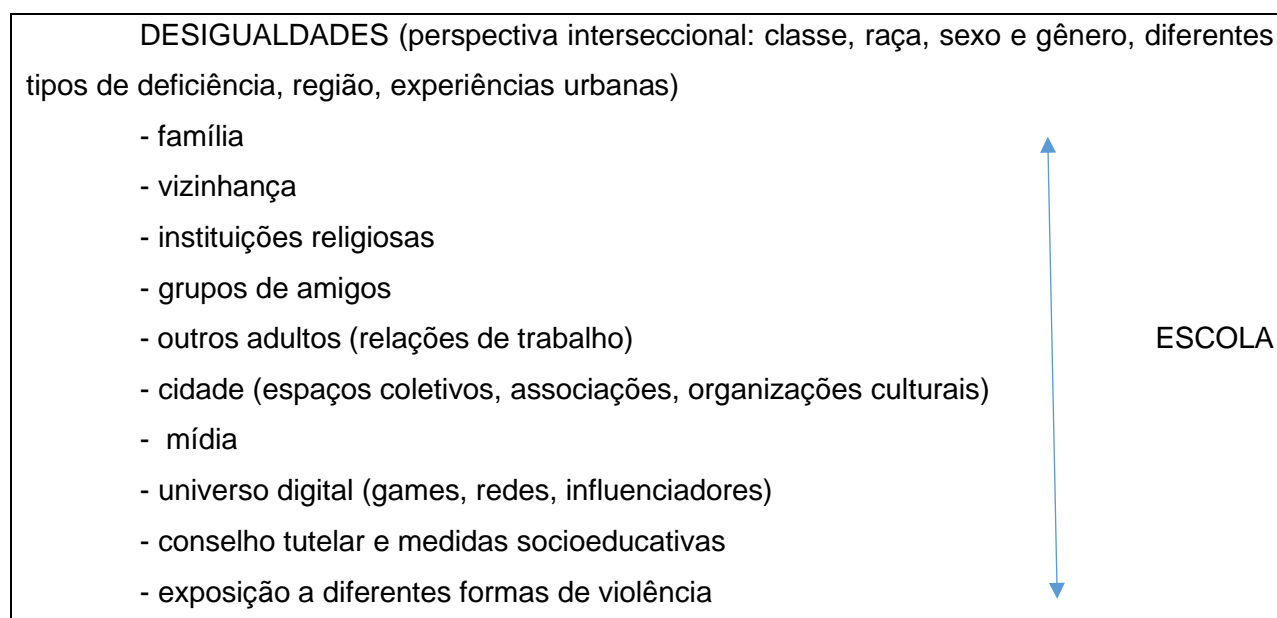 DESIGUALDADES (perspectiva interseccional: classe, raça, sexo e gênero, diferentes
tipos de deficiência, região, experiências urbanas)
- família
- vizinhança
- instituições religiosas
- grupos de amigos
- outros adultos (relações de trabalho) ESCOLA
- cidade (espaços coletivos, associações, organizações culturais)
- mídia
- universo digital (games, redes, influenciadores)
- conselho tutelar e medidas socioeducativas
- exposição a diferentes formas de violência